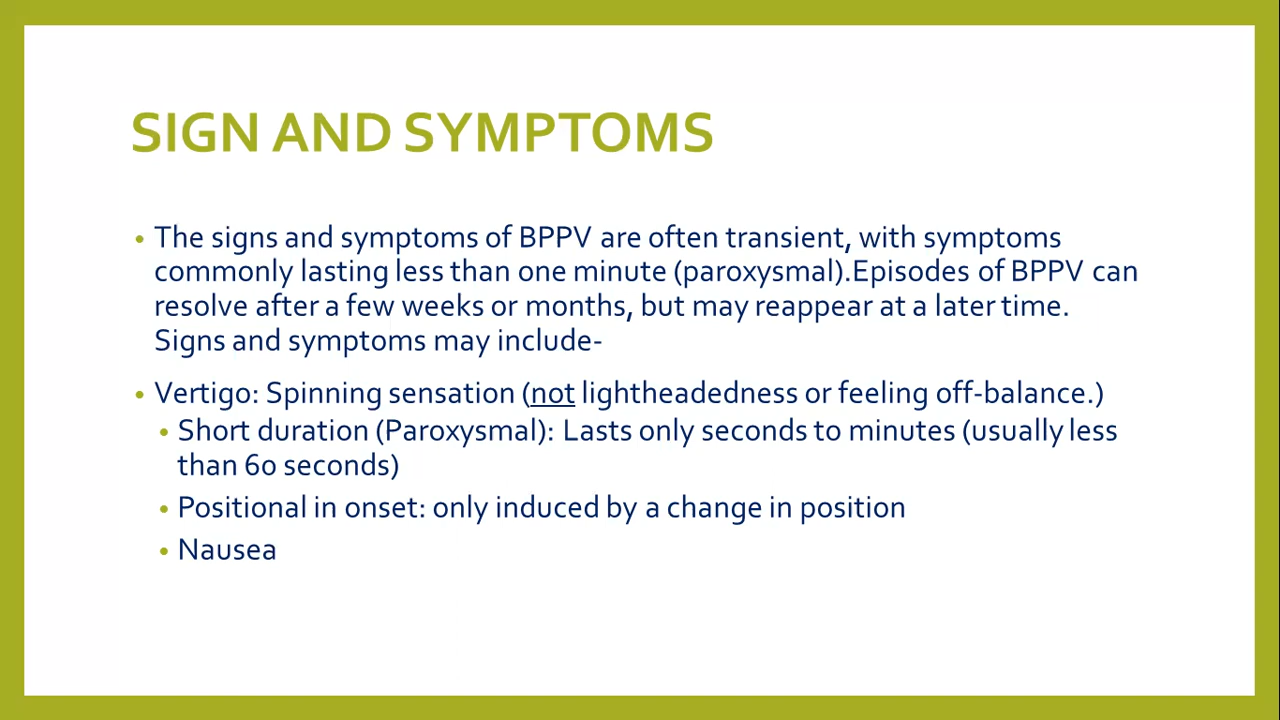 SIGN AND SYMPTOMS
• The signs and symptoms of BPPV are often transient, with symptoms
commonly lasting less than one minute (paroxysmal).Episodes of BPPV can
resolve after a few weeks or months, but may reappear at a later time.
Signs and symptoms may include-
• Vertigo: Spinning sensation (not lightheadedness or feeling off-balance.)
• Short duration (Paroxysmal): Lasts only seconds to minutes (usually less
than 60 seconds)
• Positional in onset: only induced by a change in position
• Nausea